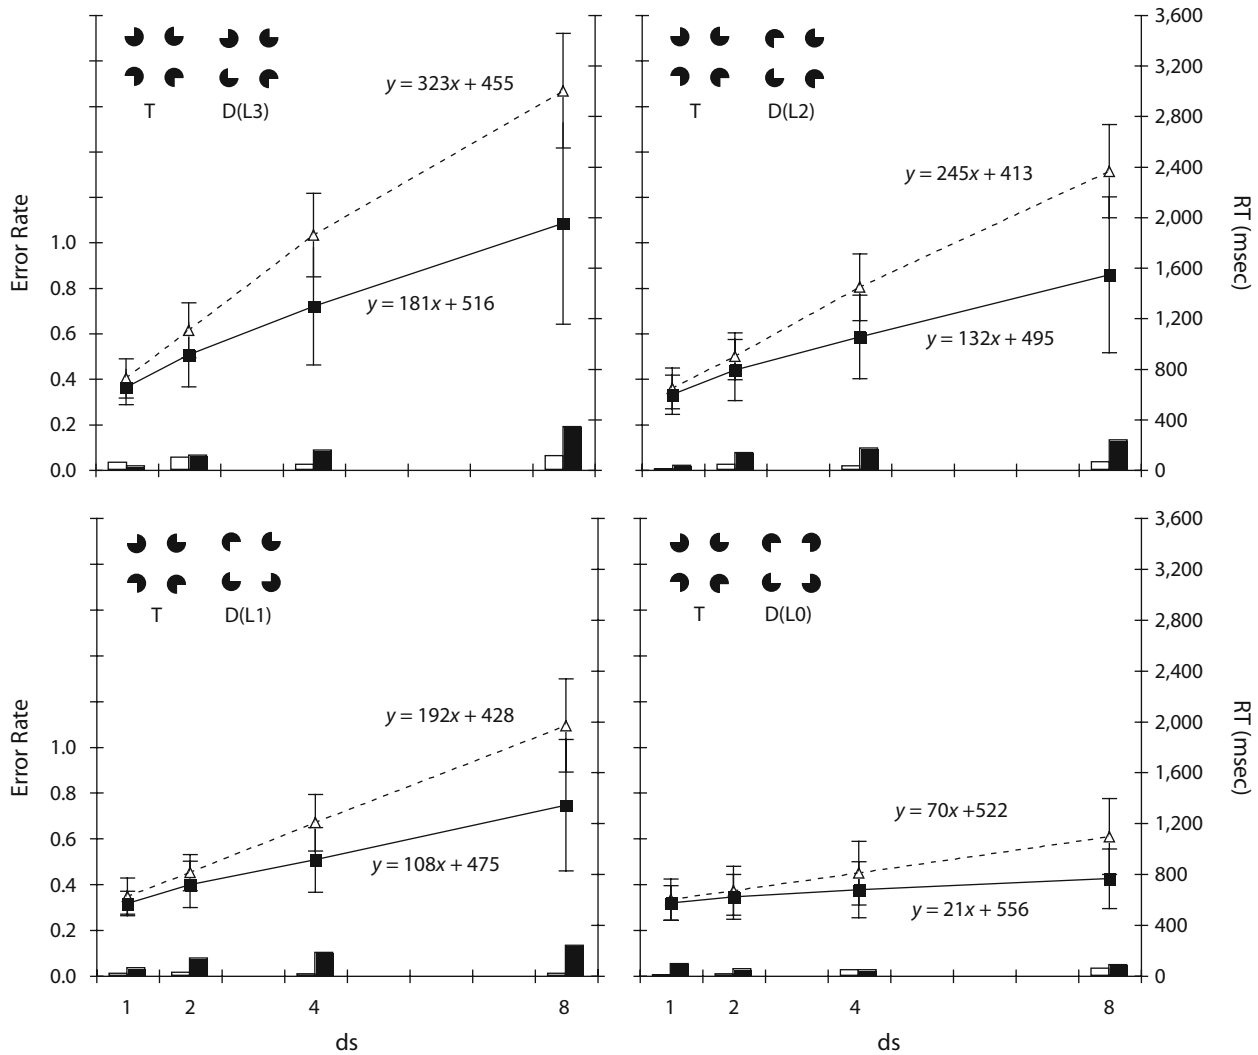 3,600
3,200
2,800
2,400
2,000
1,600
1,200
800
400
0
T D(L3)
y = 323x + 455
y = 181x + 516
Error Rate
1.0
0.8
0.6
0.4
0.2
0.0
T D(L2)
y = 245x + 413
y = 132x + 495
RT (msec)
T D(L1)
y = 192x + 428
y = 108x + 475
Error Rate
1.0
0.8
0.6
0.4
0.2
0.0
1 2 4 8
ds
T D(L0)
y = 70x +522
y = 21x + 556
3,600
3,200
2,800
2,400
2,000
1,600
1,200
800
400
0
RT (msec)
1 2 4 8
ds